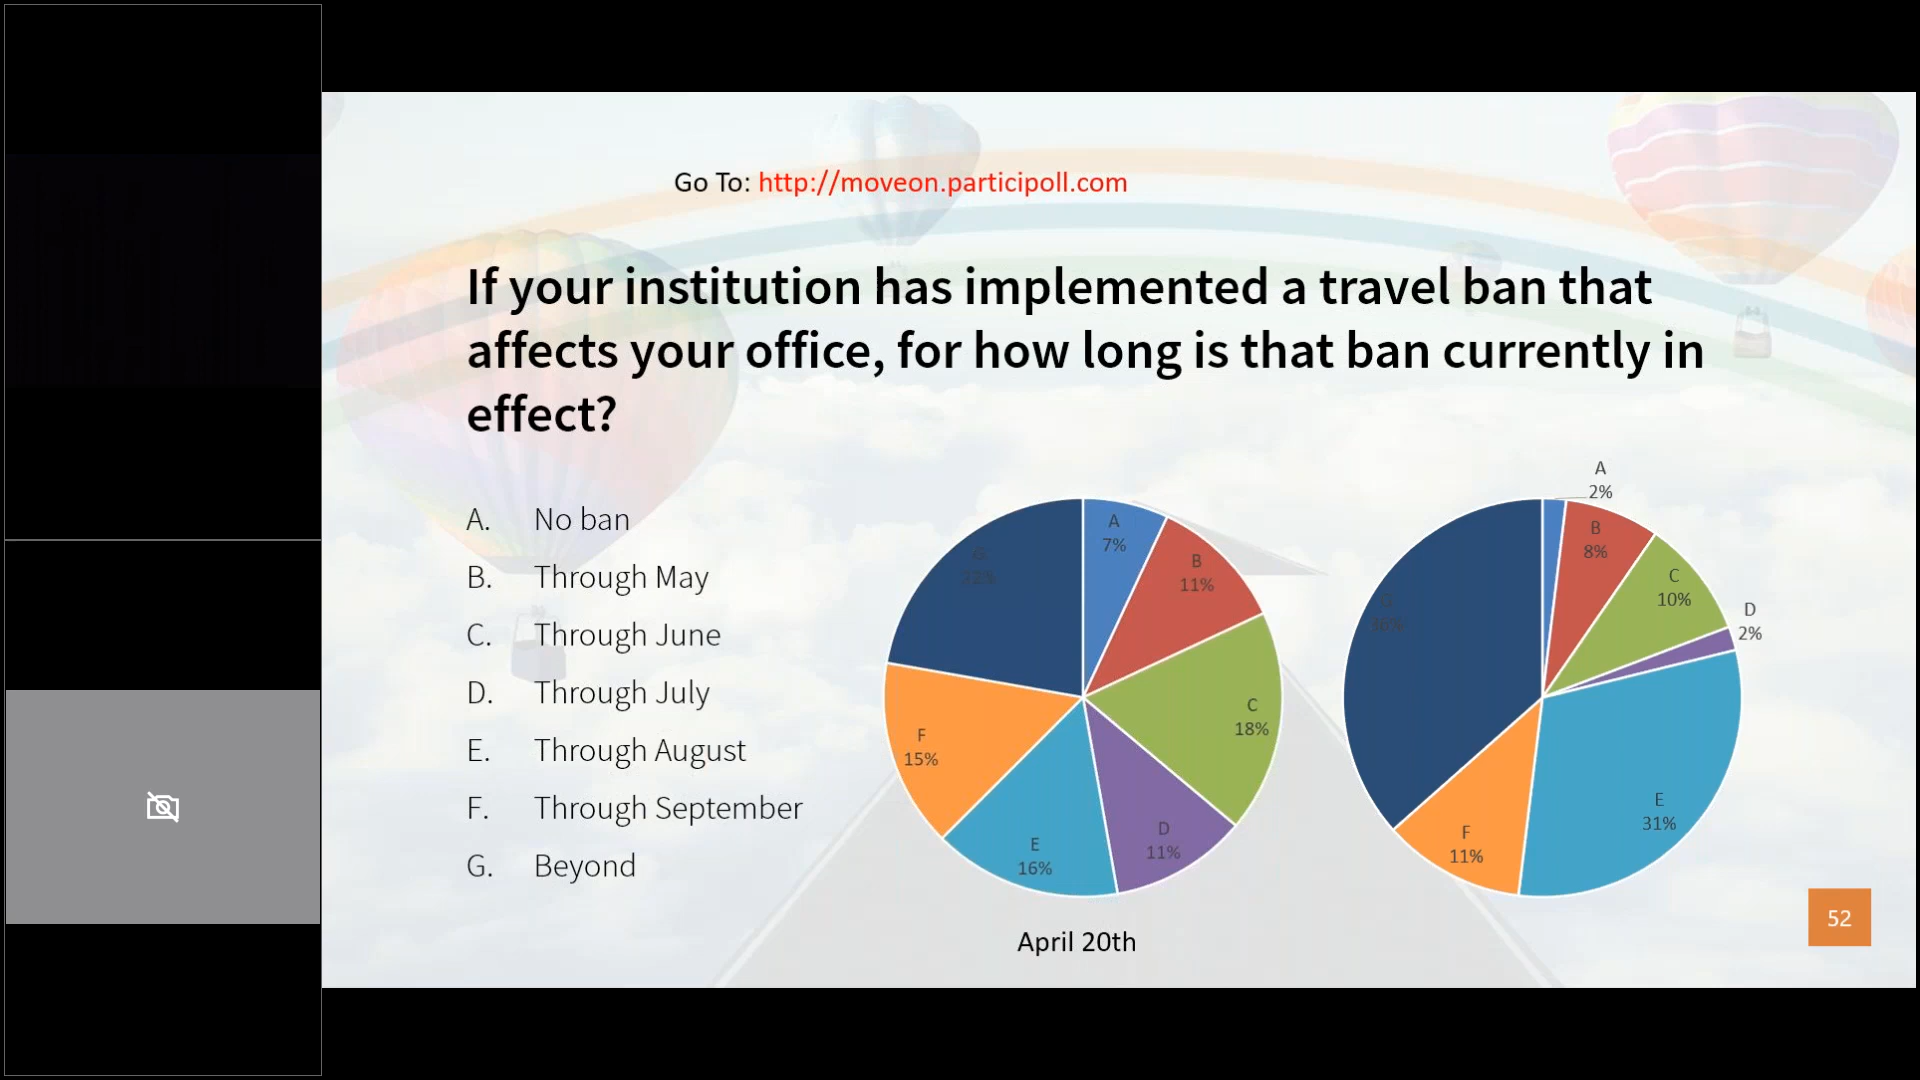 Go To: http://moveon.participoll.com
If your institution has implemented a travel ban that
affects your office, for how long is that ban currently in
effect?
A. No ban
B. Through May
C. Through June
D. Through July
E. Through August
F. Through September
G. Beyond
A
7%
B
11%
C
18%
D
11%
E
16%
F
15%
G
22%
April 20th
A
2%
B
8%
C
10%
D
2%
E
31%
F
11%
G
36%
52